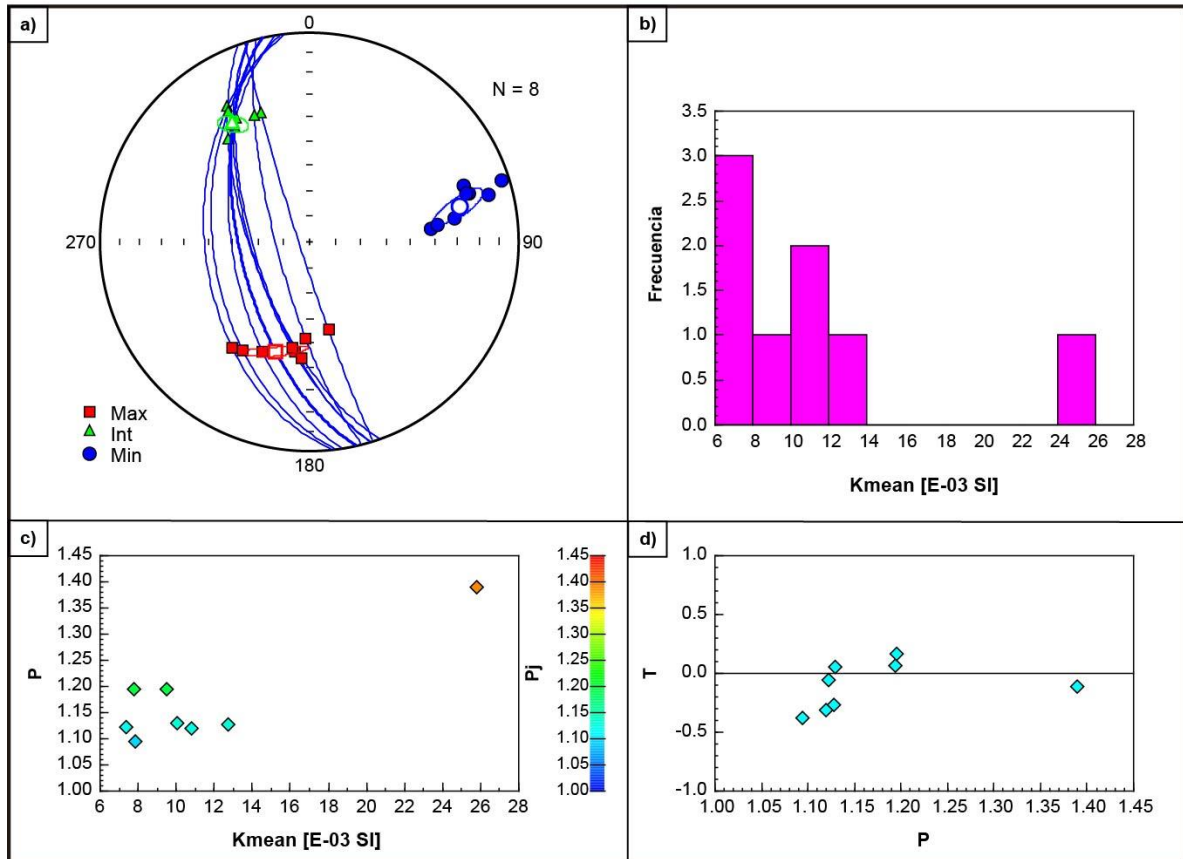 a)
0
N = 8
270
90
180
Max
Int
Min
b)
Frecuencia
3.5
3.0
2.5
2.0
1.5
1.0
0.5
0.0
6 8 10 12 14 16 18 20 22 24 26 28
Kmean [E-03 SI]
c)
P
1.45
1.40
1.35
1.30
1.25
1.20
1.15
1.10
1.05
1.00
6 8 10 12 14 16 18 20 22 24 26 28
Kmean [E-03 SI]
Pj
1.45
1.40
1.35
1.30
1.25
1.20
1.15
1.10
1.05
1.00
d)
T
1.0
0.5
0.0
-0.5
-1.0
1.00 1.05 1.10 1.15 1.20 1.25 1.30 1.35 1.40 1.45
P